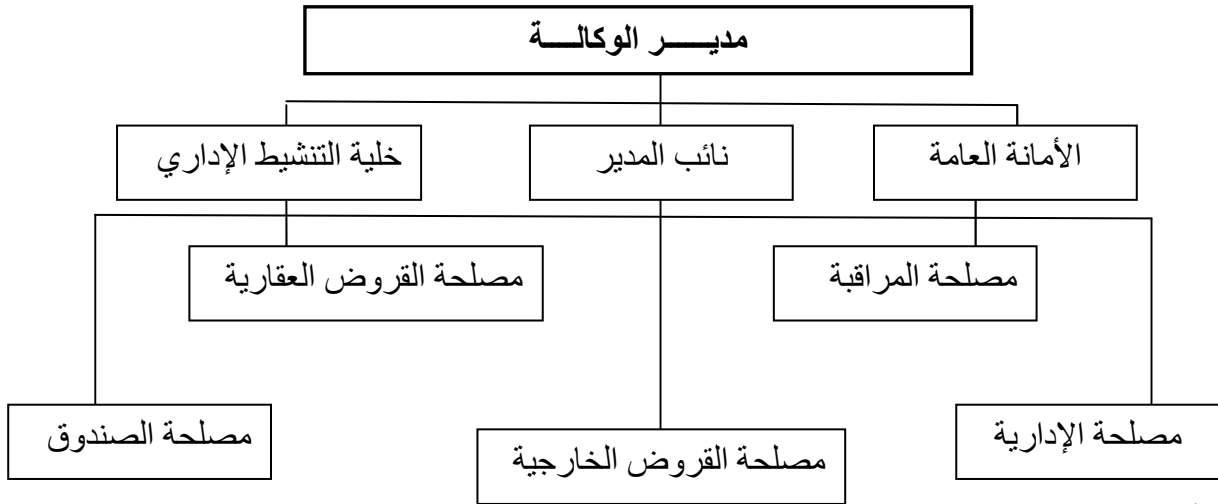 مديـــــر الوكالــــة
الأمانة العامة
نائب المدير
خلية التنشيط الإداري
مصلحة المراقبة
مصلحة القروض العقارية
مصلحة الإدارية
مصلحة القروض الخارجية
مصلحة الصندوق